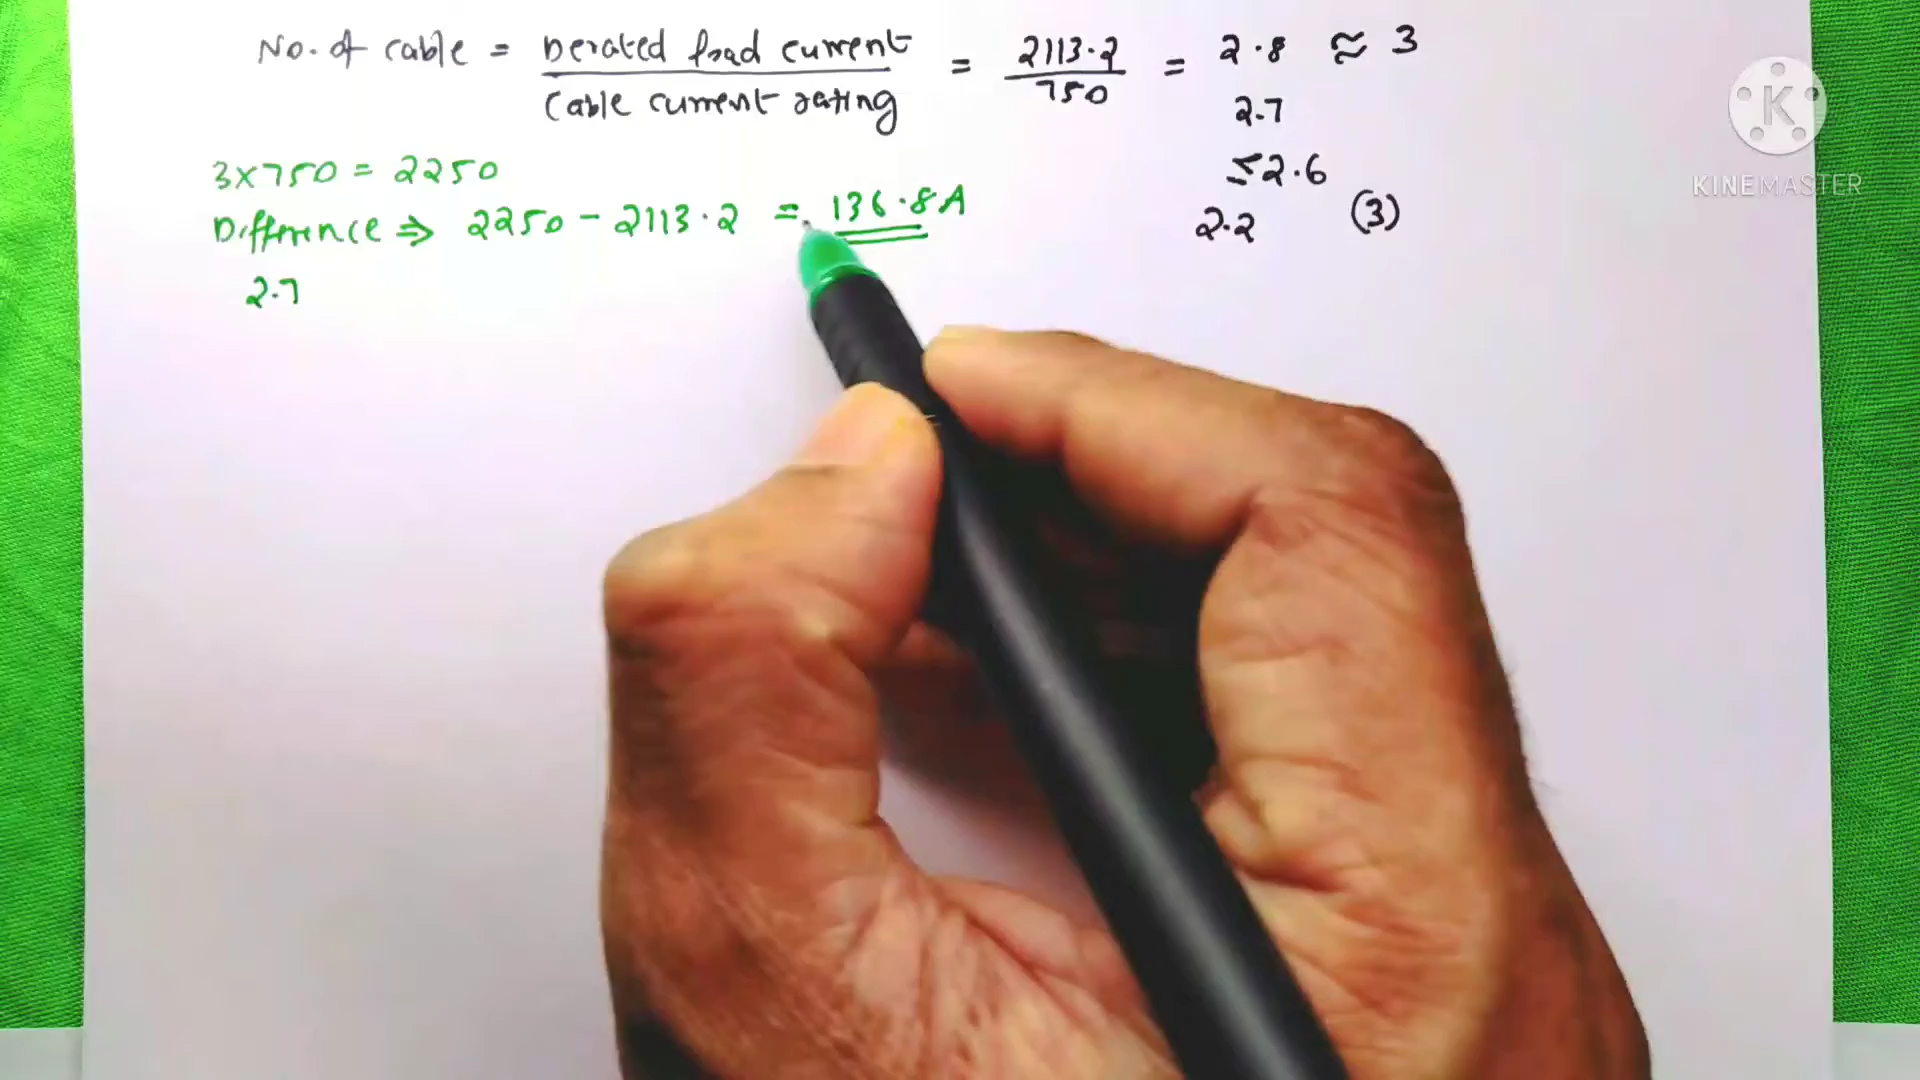 No. of cable = Derated load current / Cable current rating = 2113.2 / 750 = 2.8 ≈ 3
2.7
≤2.6
2.2 (3)
3x750 = 2250
Difference ⇒ 2250 - 2113.2 = 136.8A
2.7
K
KINEMASTER